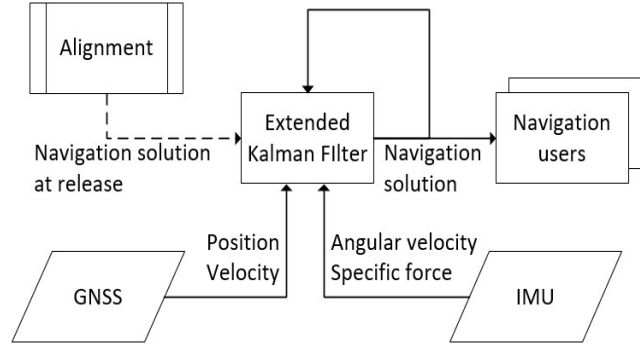 Alignment
Navigation solution
at release
Extended
Kalman FIlter
Navigation
solution
Navigation
users
Position
Velocity
Angular velocity
Specific force
GNSS
IMU